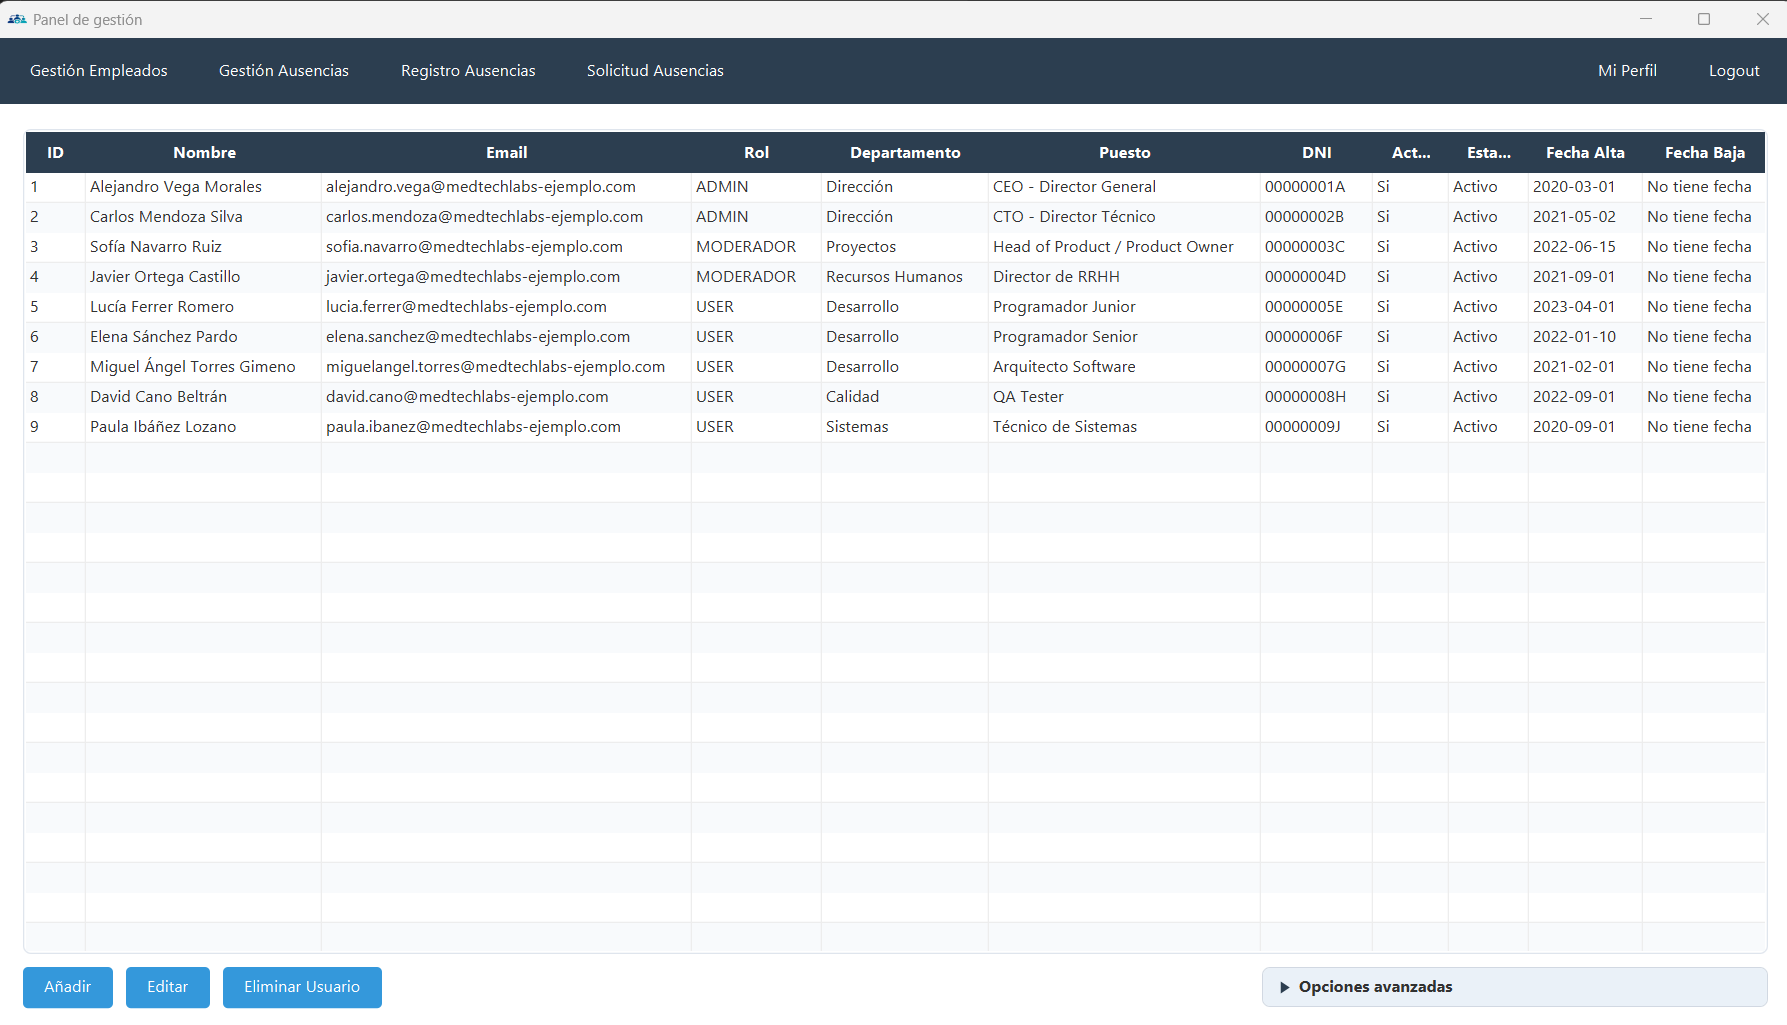 Panel de gestión
Gestión Empleados Gestión Ausencias Registro Ausencias Solicitud Ausencias Mi Perfil Logout
ID Nombre Email Rol Departamento Puesto DNI Act... Esta... Fecha Alta Fecha Baja
1 Alejandro Vega Morales alejandro.vega@medtechlabs-ejemplo.com ADMIN Dirección CEO - Director General 00000001A Si Activo 2020-03-01 No tiene fecha
2 Carlos Mendoza Silva carlos.mendoza@medtechlabs-ejemplo.com ADMIN Dirección CTO - Director Técnico 00000002B Si Activo 2021-05-02 No tiene fecha
3 Sofía Navarro Ruiz sofia.navarro@medtechlabs-ejemplo.com MODERADOR Proyectos Head of Product / Product Owner 00000003C Si Activo 2022-06-15 No tiene fecha
4 Javier Ortega Castillo javier.ortega@medtechlabs-ejemplo.com MODERADOR Recursos Humanos Director de RRHH 00000004D Si Activo 2021-09-01 No tiene fecha
5 Lucía Ferrer Romero lucia.ferrer@medtechlabs-ejemplo.com USER Desarrollo Programador Junior 00000005E Si Activo 2023-04-01 No tiene fecha
6 Elena Sánchez Pardo elena.sanchez@medtechlabs-ejemplo.com USER Desarrollo Programador Senior 00000006F Si Activo 2022-01-10 No tiene fecha
7 Miguel Ángel Torres Gimeno miguelangel.torres@medtechlabs-ejemplo.com USER Desarrollo Arquitecto Software 00000007G Si Activo 2021-02-01 No tiene fecha
8 David Cano Beltrán david.cano@medtechlabs-ejemplo.com USER Calidad QA Tester 00000008H Si Activo 2022-09-01 No tiene fecha
9 Paula Ibáñez Lozano paula.ibanez@medtechlabs-ejemplo.com USER Sistemas Técnico de Sistemas 00000009J Si Activo 2020-09-01 No tiene fecha
Añadir Editar Eliminar Usuario Opciones avanzadas